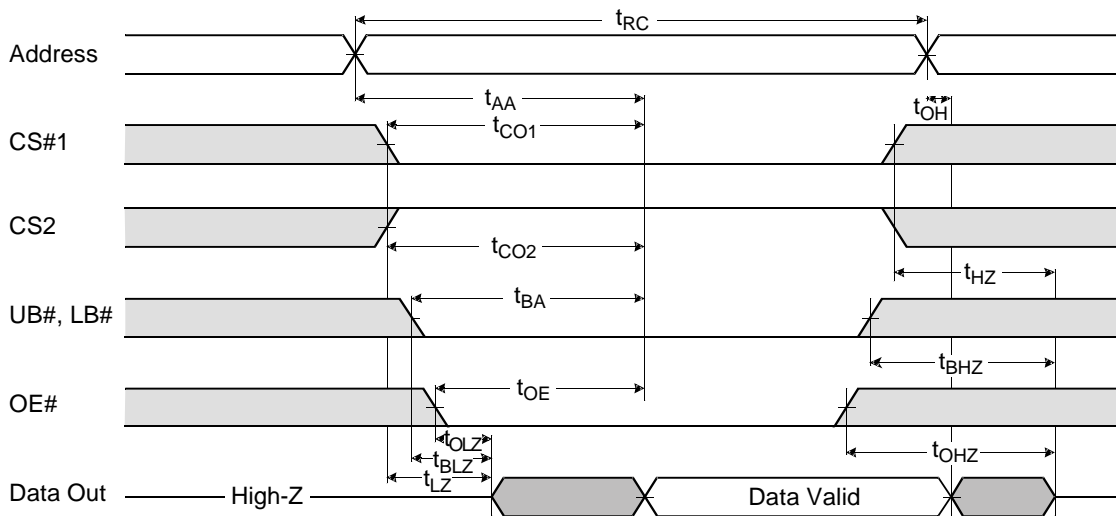 tRC
Address
tAA
tOH
CS#1
tCO1
CS2
tCO2
tHZ
UB#, LB#
tBA
tBHZ
OE#
tOE
tOLZ
tOHZ
tBLZ
tLZ
Data Out
High-Z
Data Valid